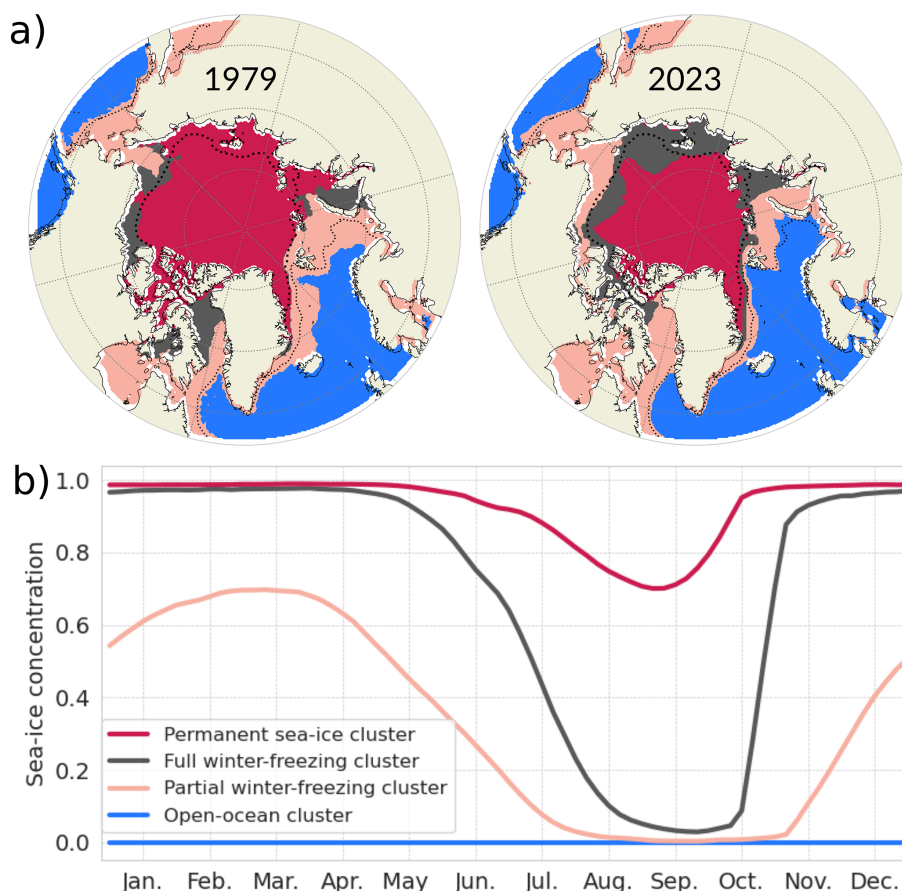 a)
1979
2023
b)
Sea-ice concentration
1.0
0.8
0.6
0.4
0.2
0.0
Permanent sea-ice cluster
Full winter-freezing cluster
Partial winter-freezing cluster
Open-ocean cluster
Jan. Feb. Mar. Apr. May Jun. Jul. Aug. Sep. Oct. Nov. Dec.